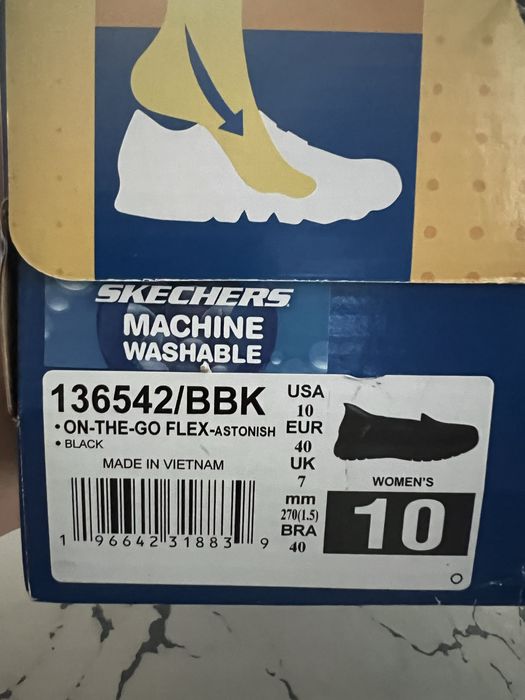 SKECHERS
MACHINE
WASHABLE
136542/BBK
• ON-THE-GO FLEX-ASTONISH
• BLACK
MADE IN VIETNAM
1 96642 31883 9
USA
10
EUR
40
UK
7
mm
270(1.5)
BRA
40
WOMEN'S
10